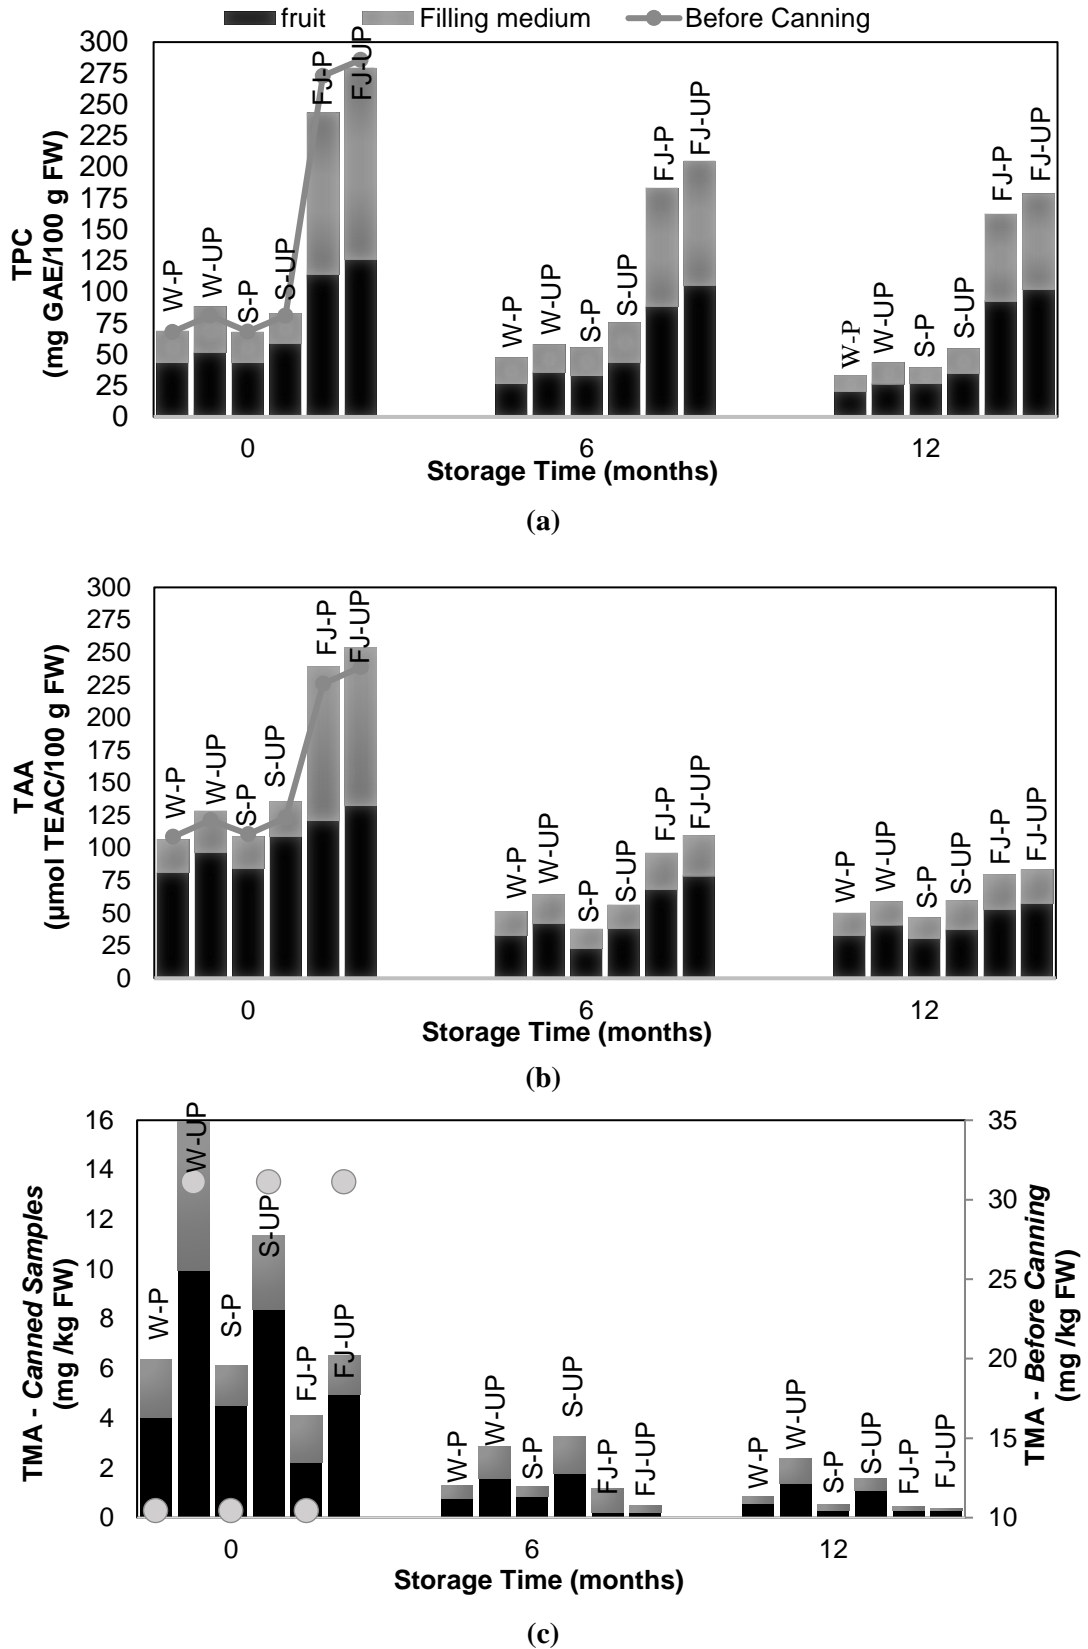 fruit Filling medium Before Canning
300
275
250
225
200
175
150
125
100
75
50
25
0
TPC
(mg GAE/100 g FW)
W-P W-UP S-P S-UP FJ-P FJ-UP
W-P W-UP S-P S-UP FJ-P FJ-UP
W-P W-UP S-P S-UP FJ-P FJ-UP
0 6 12
Storage Time (months)
(a)
300
275
250
225
200
175
150
125
100
75
50
25
0
TAA
(µmol TEAC/100 g FW)
W-P W-UP S-P S-UP FJ-P FJ-UP
W-P W-UP S-P S-UP FJ-P FJ-UP
W-P W-UP S-P S-UP FJ-P FJ-UP
0 6 12
Storage Time (months)
(b)
16
14
12
10
8
6
4
2
0
TMA - Canned Samples
(mg /kg FW)
W-P W-UP S-P S-UP FJ-P FJ-UP
W-P W-UP S-P S-UP FJ-P FJ-UP
W-P W-UP S-P S-UP FJ-P FJ-UP
35
30
25
20
15
10
TMA - Before Canning
(mg /kg FW)
0 6 12
Storage Time (months)
(c)